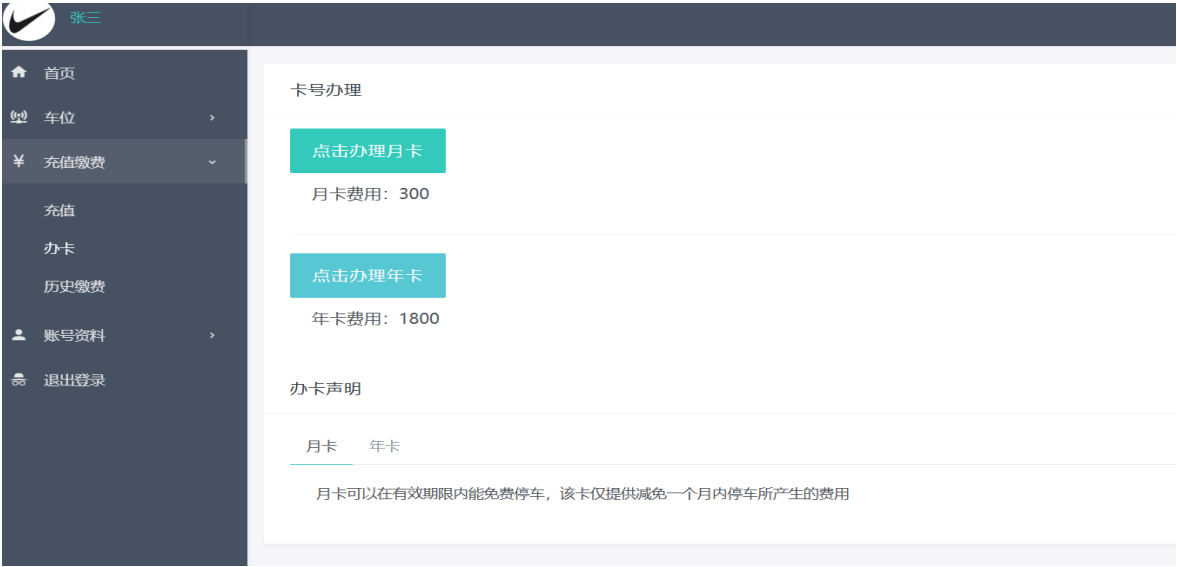 张三
首页
车位
充值缴费
充值
办卡
历史缴费
账号资料
退出登录
卡号办理
点击办理月卡
月卡费用：300
点击办理年卡
年卡费用：1800
办卡声明
月卡 年卡
月卡可以在有效期限内能免费停车，该卡仅提供减免一个月内停车所产生的费用